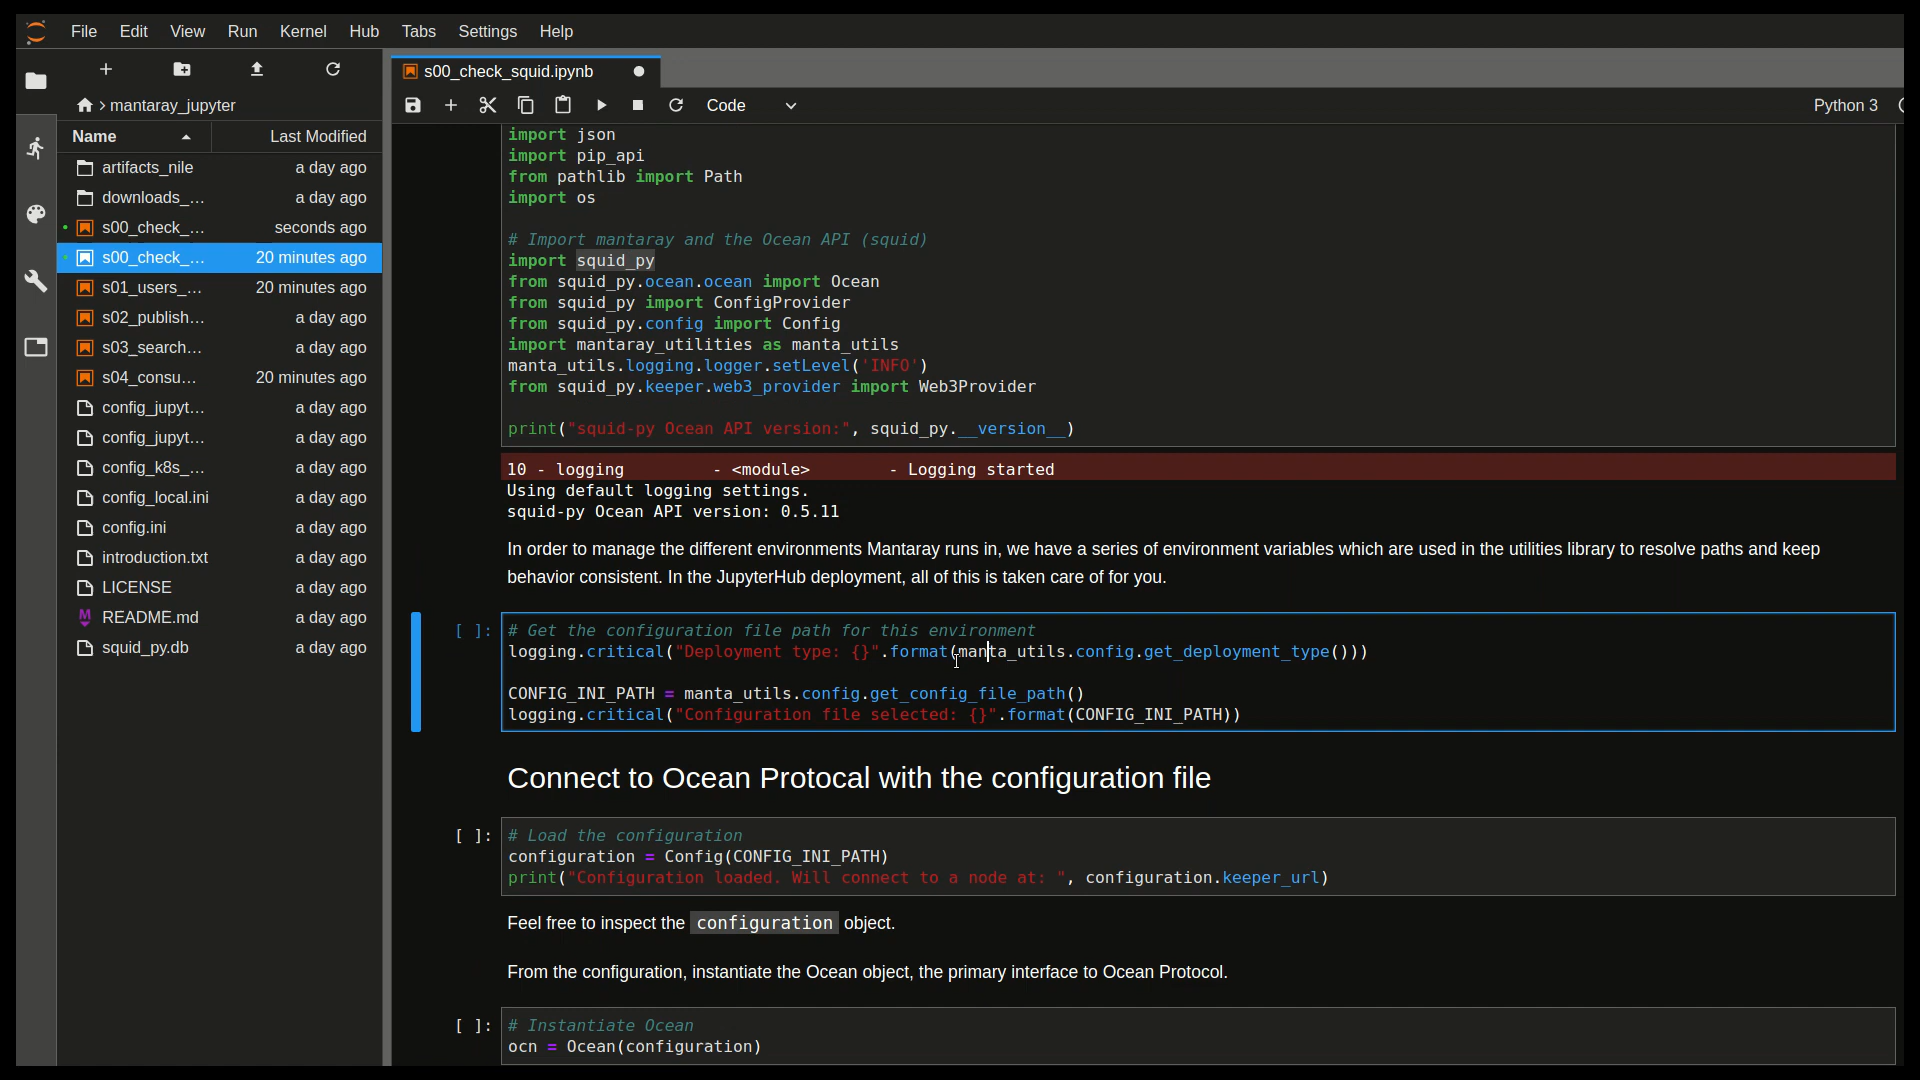 File Edit View Run Kernel Hub Tabs Settings Help
s00_check_squid.ipynb
mantaray_jupyter
Code
Python 3
Name Last Modified
artifacts_nile a day ago
downloads_... a day ago
s00_check_... seconds ago
s00_check_... 20 minutes ago
s01_users_... 20 minutes ago
s02_publish... a day ago
s03_search... a day ago
s04_consu... 20 minutes ago
config_jupyt... a day ago
config_jupyt... a day ago
config_k8s_... a day ago
config_local.ini a day ago
config.ini a day ago
introduction.txt a day ago
LICENSE a day ago
README.md a day ago
squid_py.db a day ago
import json
import pip_api
from pathlib import Path
import os
# Import mantaray and the Ocean API (squid)
import squid_py
from squid_py.ocean.ocean import Ocean
from squid_py import ConfigProvider
from squid_py.config import Config
import mantaray_utilities as manta_utils
manta_utils.logging.logger.setLevel('INFO')
from squid_py.keeper.web3_provider import Web3Provider
print("squid-py Ocean API version:", squid_py.__version__)
10 - logging - <module> - Logging started
Using default logging settings.
squid-py Ocean API version: 0.5.11
In order to manage the different environments Mantaray runs in, we have a series of environment variables which are used in the utilities library to resolve paths and keep
behavior consistent. In the JupyterHub deployment, all of this is taken care of for you.
[ ]: # Get the configuration file path for this environment
logging.critical("Deployment type: {}".format(manta_utils.config.get_deployment_type()))
CONFIG_INI_PATH = manta_utils.config.get_config_file_path()
logging.critical("Configuration file selected: {}".format(CONFIG_INI_PATH))
Connect to Ocean Protocal with the configuration file
[ ]: # Load the configuration
configuration = Config(CONFIG_INI_PATH)
print("Configuration loaded. Will connect to a node at: ", configuration.keeper_url)
Feel free to inspect the configuration object.
From the configuration, instantiate the Ocean object, the primary interface to Ocean Protocol.
[ ]: # Instantiate Ocean
ocn = Ocean(configuration)